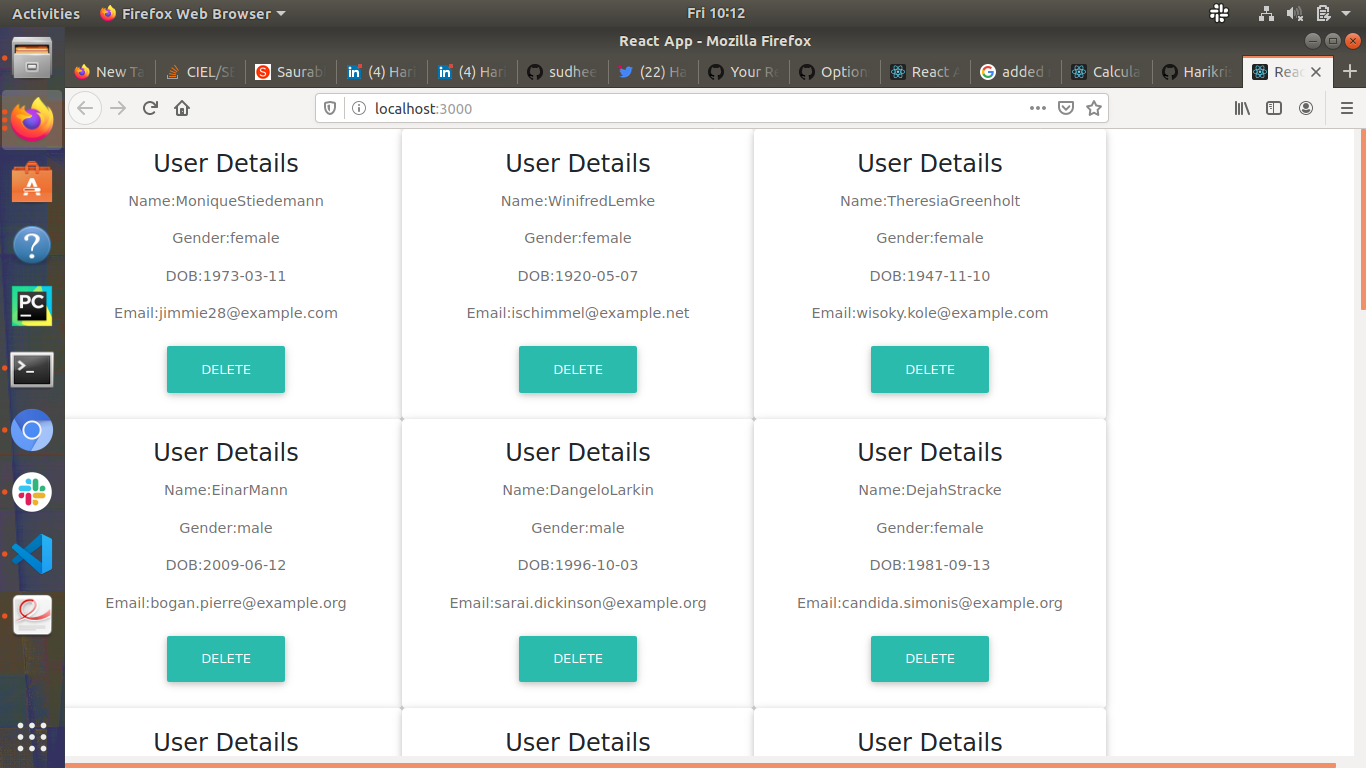 Activities Firefox Web Browser Fri 10:12
React App - Mozilla Firefox
New Ta CIEL/SE Saurab (4) Hari (4) Hari sudhee (22) Ha Your Re Option React A added Calcula Harikris Reac
localhost:3000
User Details User Details User Details
Name:MoniqueStiedemann Name:WinifredLemke Name:TheresiaGreenholt
Gender:female Gender:female Gender:female
DOB:1973-03-11 DOB:1920-05-07 DOB:1947-11-10
Email:jimmie28@example.com Email:ischimmel@example.net Email:wisoky.kole@example.com
DELETE DELETE DELETE
User Details User Details User Details
Name:EinarMann Name:DangeloLarkin Name:DejahStracke
Gender:male Gender:male Gender:female
DOB:2009-06-12 DOB:1996-10-03 DOB:1981-09-13
Email:bogan.pierre@example.org Email:sarai.dickinson@example.org Email:candida.simonis@example.org
DELETE DELETE DELETE
User Details User Details User Details
PC